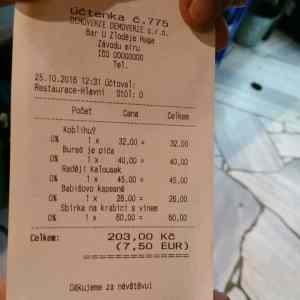 Účtenka č.775
DEMOVERZE DEMOVERZE s.r.o.
Bar U Zloděje Huga
Závodu míru
IČO 00000000
Tel.
25.10.2016 12:31 Účtoval:
Restaurace-Hlavní Stůl: 0
Počet Cena Celkem
Koblihu?
0% 1 x 32,00 = 32,00
Bureš je piča
0% 1 x 40,00 = 40,00
Raději Kalousek
0% 1 x 45,00 = 45,00
Babišovo kapesné
0% 1 x 26,00 = 26,00
Sbírka na krabici s vínem
0% 1 x 60,00 = 60,00
Celkem: 203,00 Kč
(7,50 EUR)
Děkujeme za návštěvu!